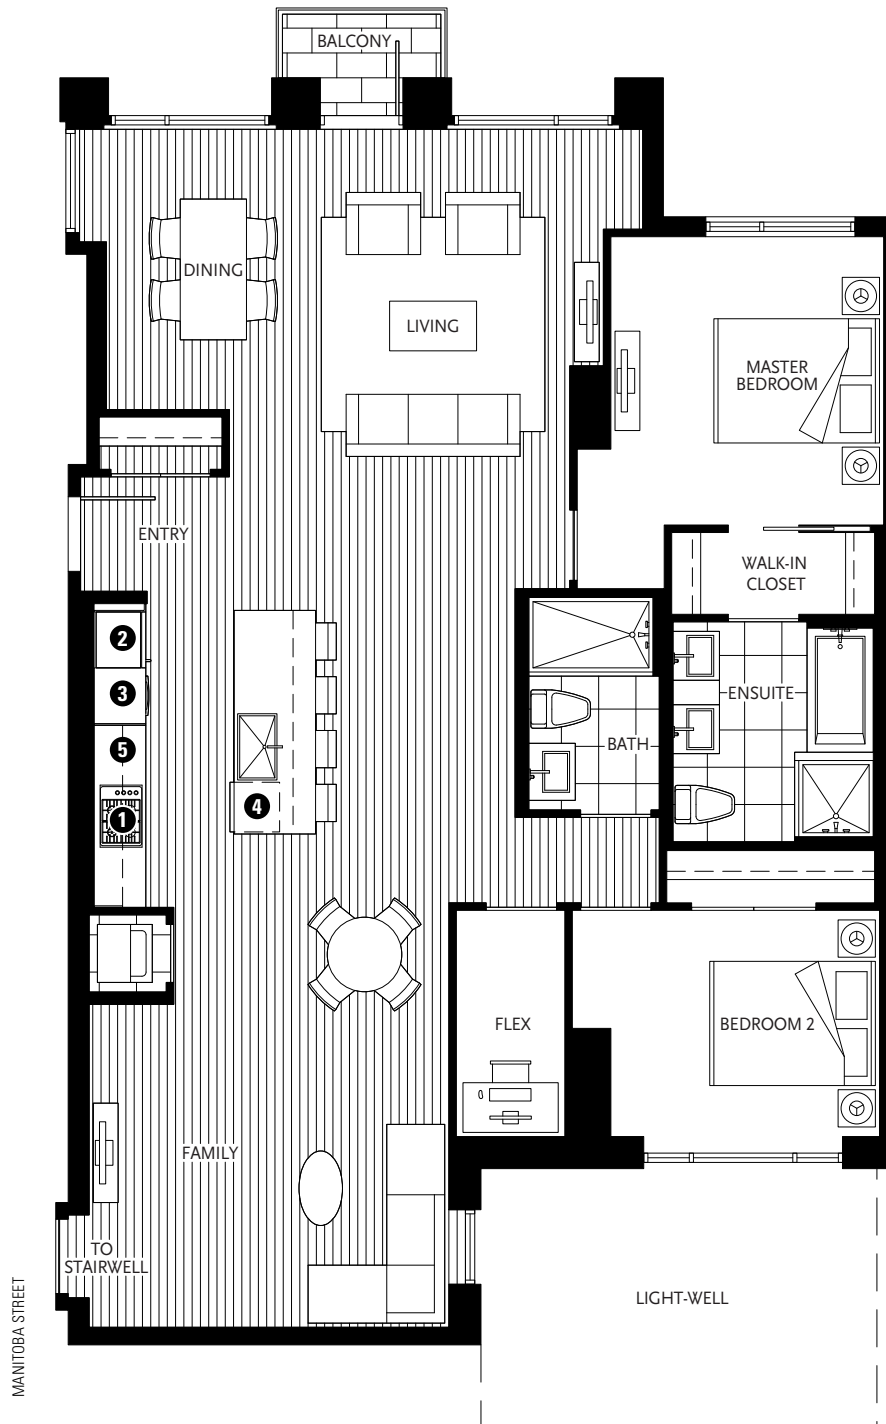 BALCONY
DINING
LIVING
MASTER
BEDROOM
ENTRY
WALK-IN
CLOSET
2
3
ENSUITE
BATH
5
4
1
FLEX
BEDROOM 2
FAMILY
TO
STAIRWELL
LIGHT-WELL
MANITOBA STREET